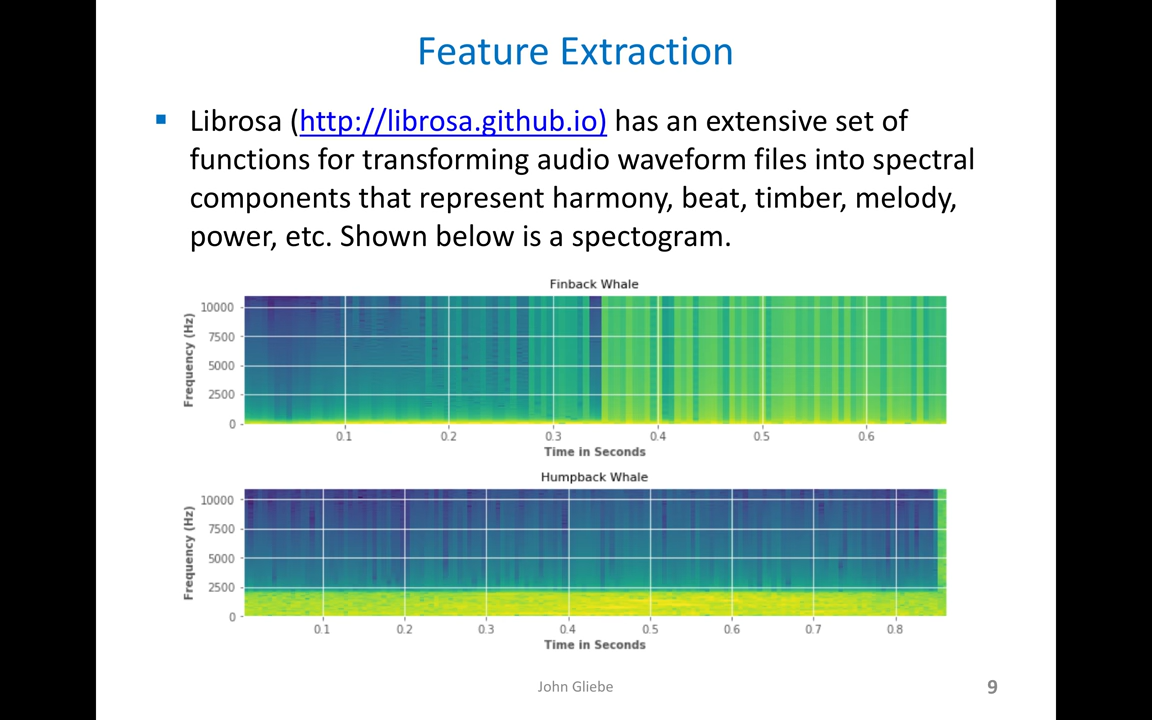 Feature Extraction
Librosa (http://librosa.github.io) has an extensive set of
functions for transforming audio waveform files into spectral
components that represent harmony, beat, timber, melody,
power, etc. Shown below is a spectogram.
Finback Whale
Frequency (Hz)
10000
7500
5000
2500
0
0.1 0.2 0.3 0.4 0.5 0.6
Time in Seconds
Humpback Whale
Frequency (Hz)
10000
7500
5000
2500
0
0.1 0.2 0.3 0.4 0.5 0.6 0.7 0.8
Time in Seconds
John Gliebe 9